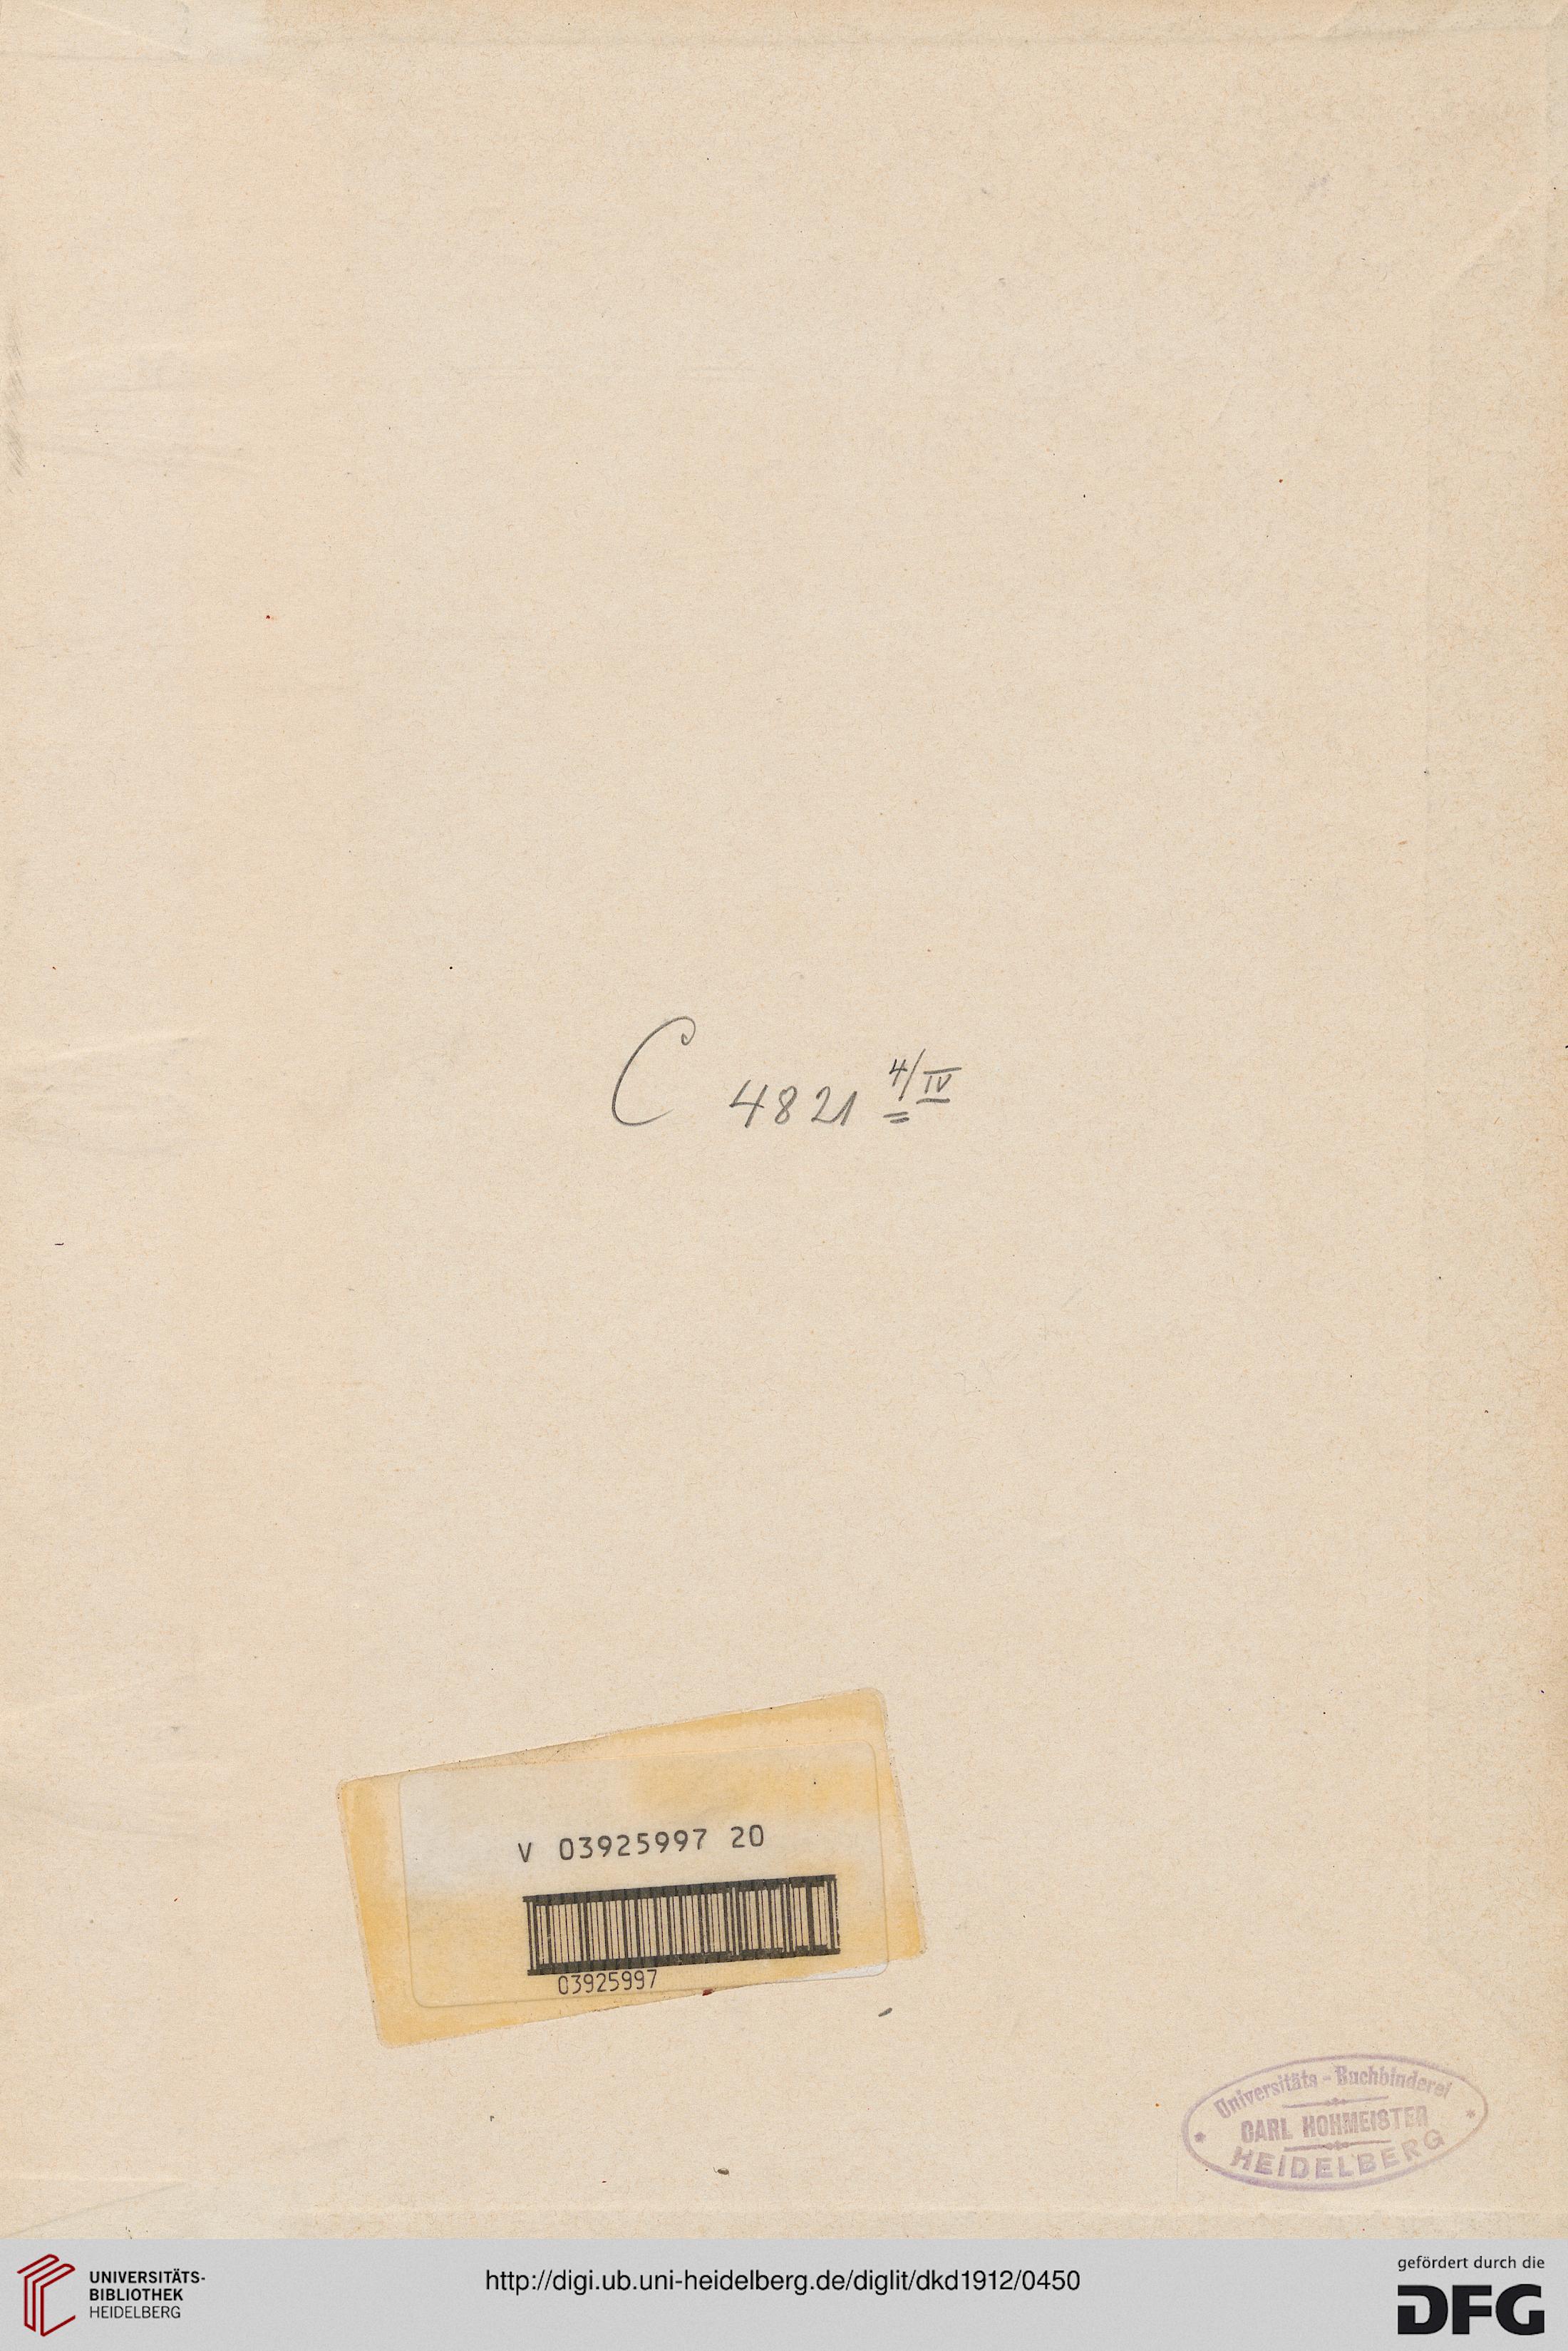 C 4821 4/IV
V 03925997 20
03925997
Universitäts-Buchbinderei
CARL HOHMEISTER
HEIDELBERG
UNIVERSITÄTS-
BIBLIOTHEK
HEIDELBERG
http://digi.ub.uni-heidelberg.de/diglit/dkd1912/0450
gefördert durch die
DFG